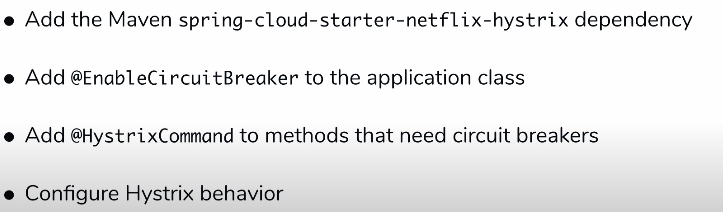 • Add the Maven spring-cloud-starter-netflix-hystrix dependency
• Add @EnableCircuitBreaker to the application class
• Add @HystrixCommand to methods that need circuit breakers
• Configure Hystrix behavior